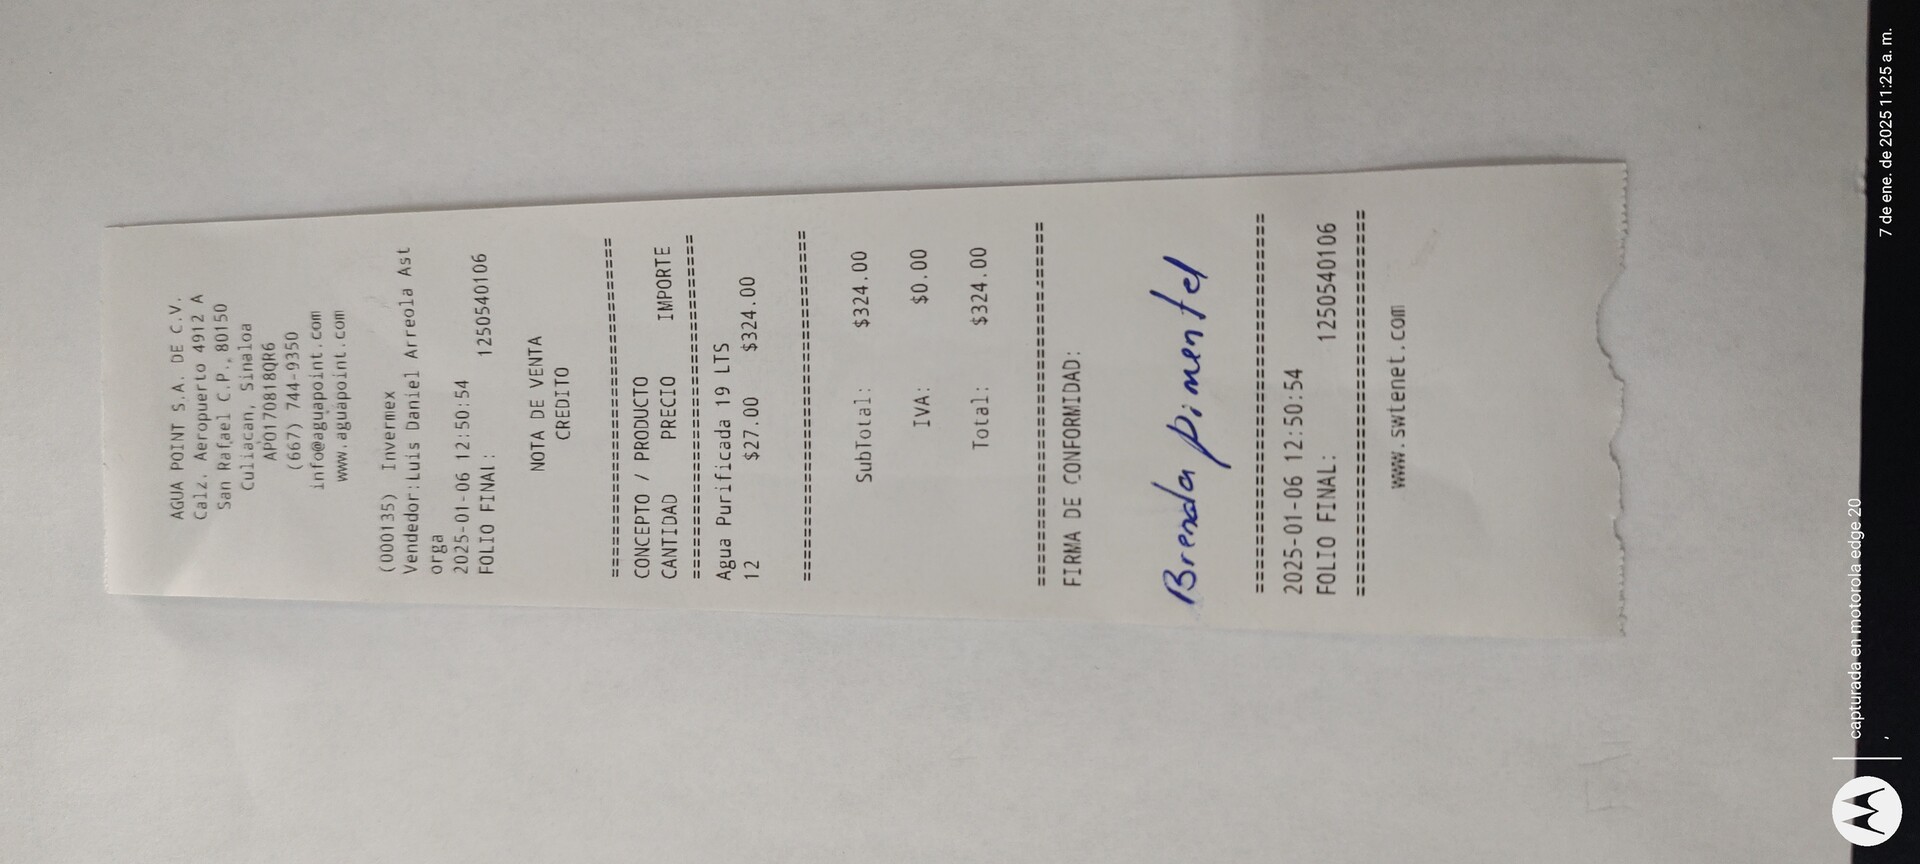 AGUA POINT S.A. DE C.V.
Calz. Aeropuerto 4912 A
San Rafael C.P., 80150
Culiacan, Sinaloa
APO170818QR6
(667) 744-9350
info@aguapoint.com
www.aguapoint.com
(000135) Invermex
Vendedor:Luis Daniel Arreola Ast
orga
2025-01-06 12:50:54
FOLIO FINAL: 1250540106
NOTA DE VENTA
CREDITO
================================
CONCEPTO / PRODUCTO
CANTIDAD PRECIO IMPORTE
================================
Agua Purificada 19 LTS
12 $27.00 $324.00
================================
SubTotal: $324.00
IVA: $0.00
Total: $324.00
================================
FIRMA DE CONFORMIDAD:
Brenda pimentel
================================
2025-01-06 12:50:54
FOLIO FINAL: 1250540106
================================
www.swtenet.com
capturada en motorola edge 20
7 de ene. de 2025 11:25 a. m.